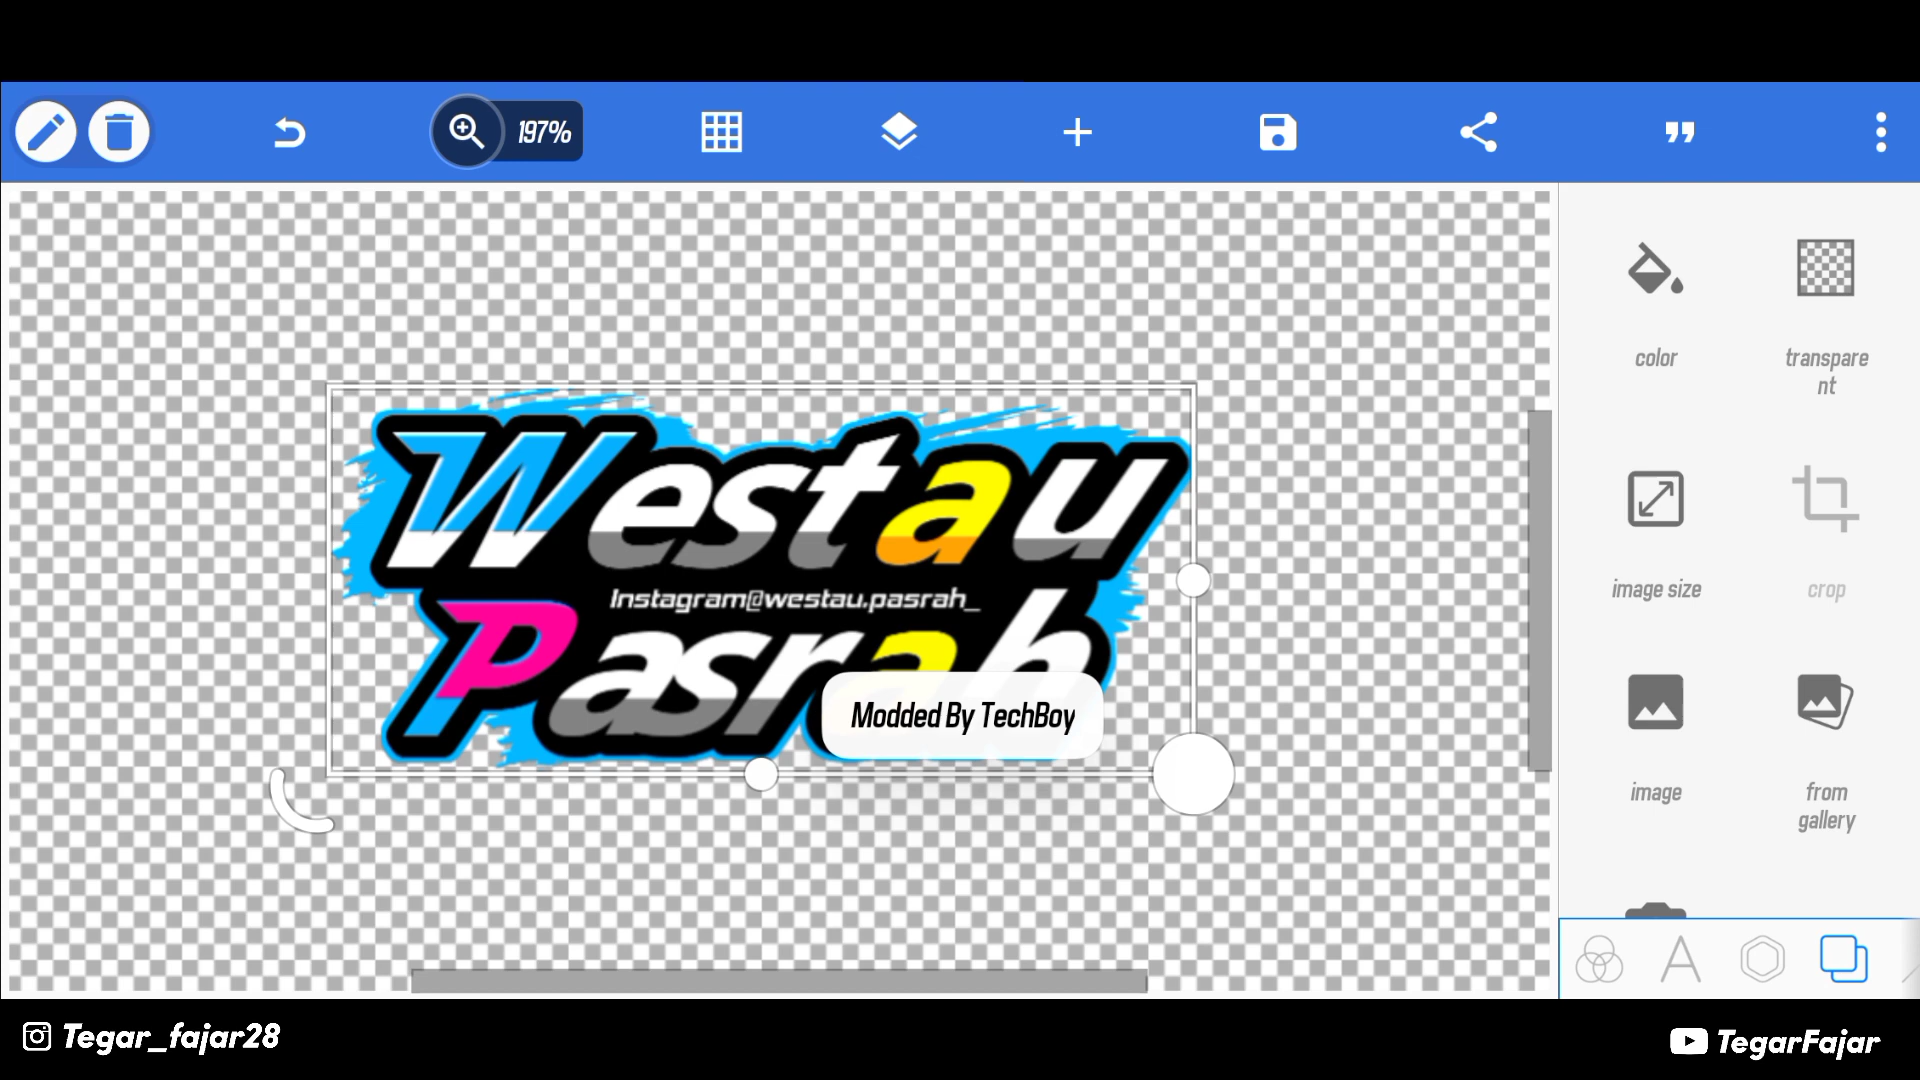 197%
color
transpare
nt
Westau
Instagram@westau.pasrah_
Pasrah
Modded By TechBoy
image size
crop
image
from
gallery
Tegar_fajar28
TegarFajar